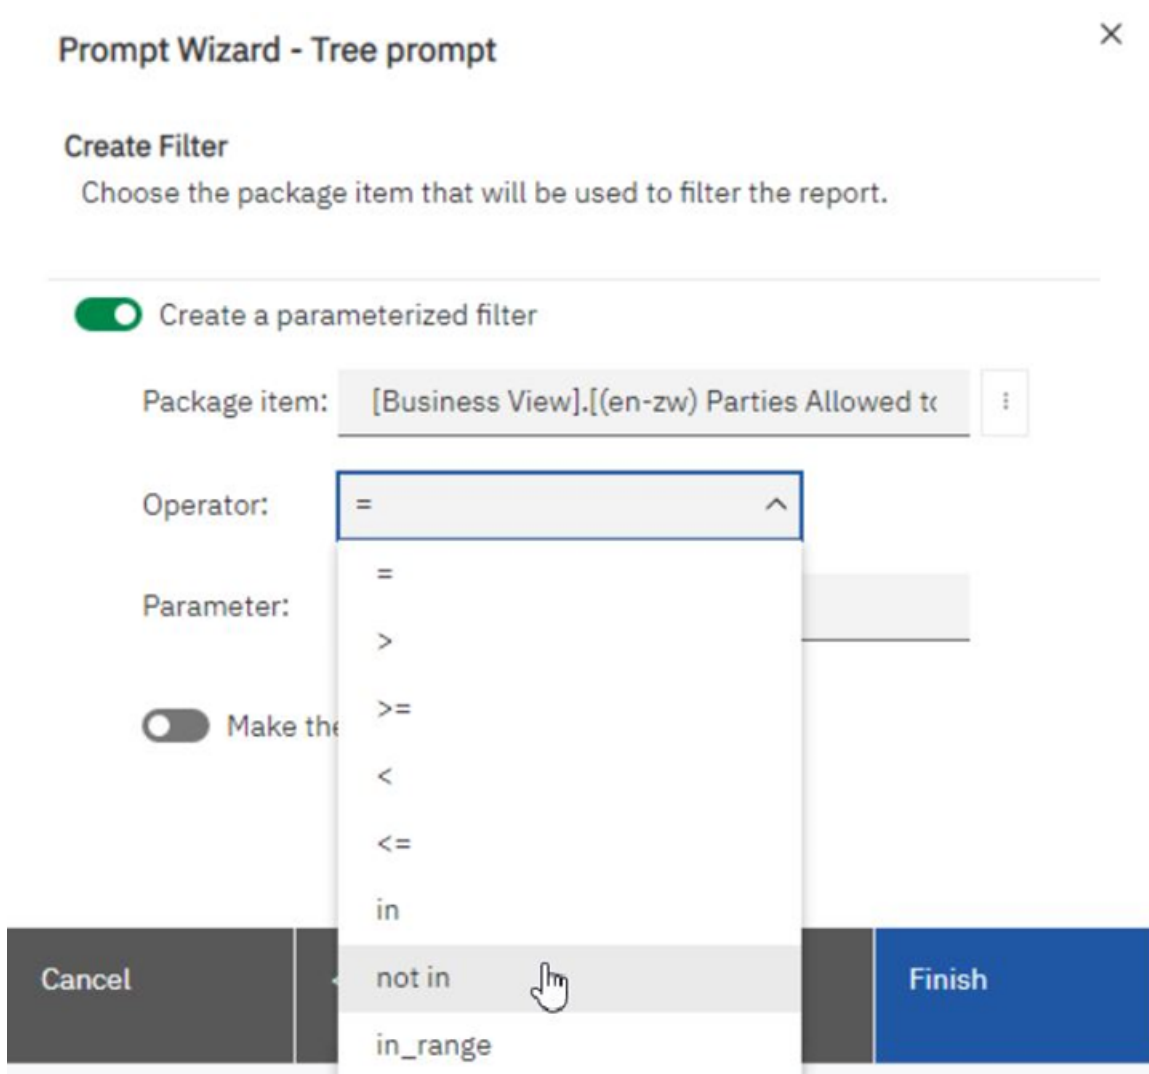 Prompt Wizard - Tree prompt
Create Filter
Choose the package item that will be used to filter the report.
Create a parameterized filter
Package item: [Business View].[(en-zw) Parties Allowed to
Operator: =
=
Parameter:
>
>=
Make the
<
<=
in
Cancel
not in
Finish
in_range